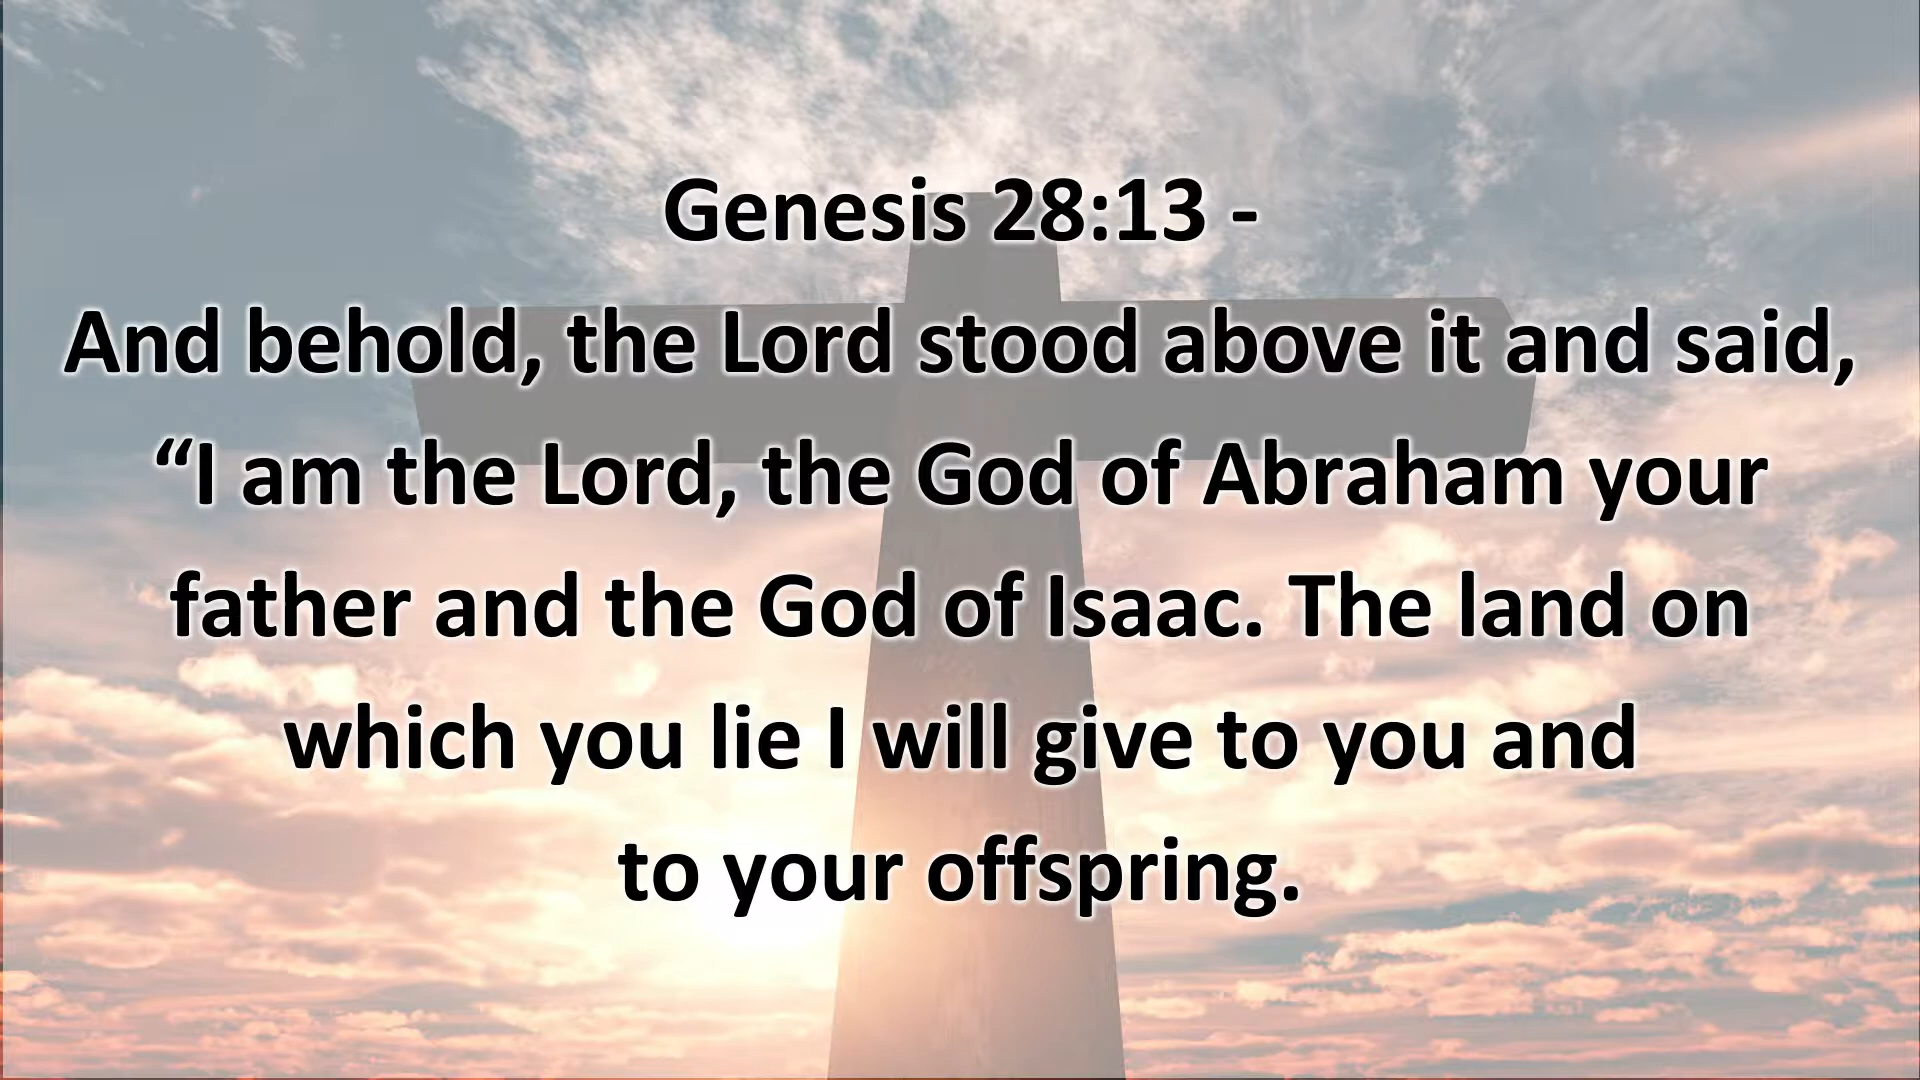 Genesis 28:13 -
And behold, the Lord stood above it and said,
“I am the Lord, the God of Abraham your
father and the God of Isaac. The land on
which you lie I will give to you and
to your offspring.